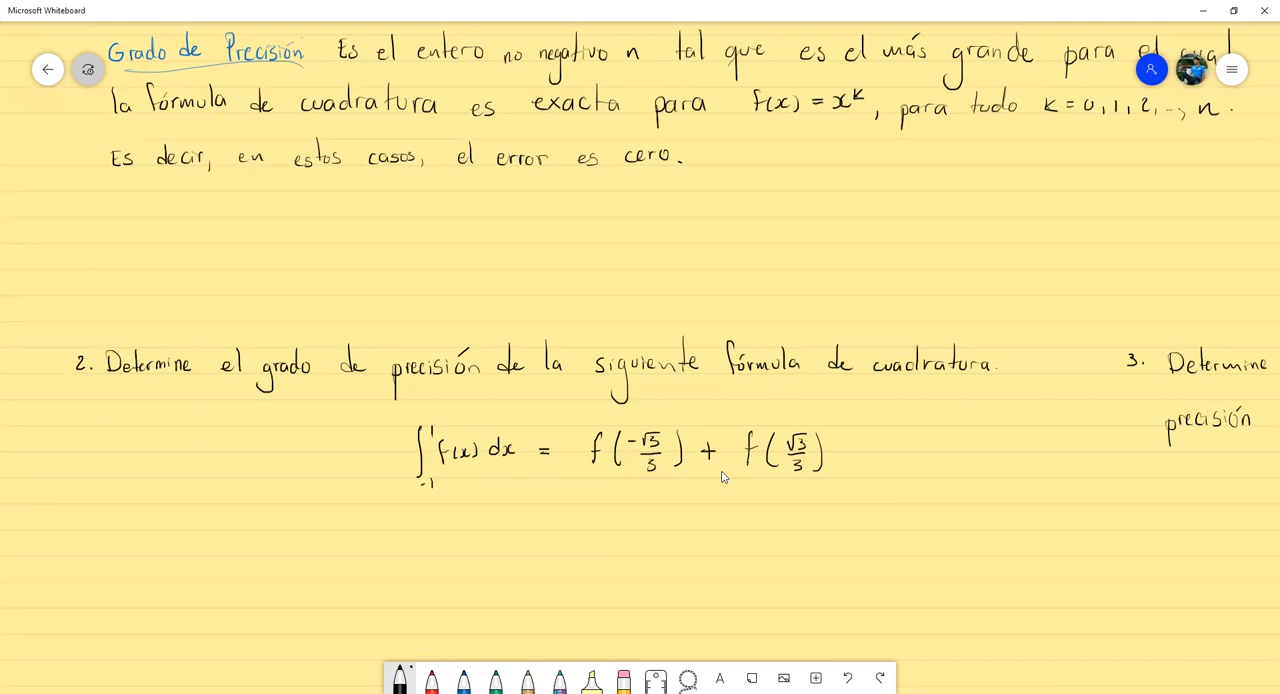 Microsoft Whiteboard
Grado de Precisión Es el entero no negativo n tal que es el más grande para el cual
la fórmula de cuadratura es exacta para f(x) = x^k, para todo k = 0, 1, 2, ..., n.
Es decir, en estos casos, el error es cero.
2. Determine el grado de precisión de la siguiente fórmula de cuadratura.
∫_{-1}^{1} f(x) dx = f(-√3/3) + f(√3/3)
3. Determine
precisión
A